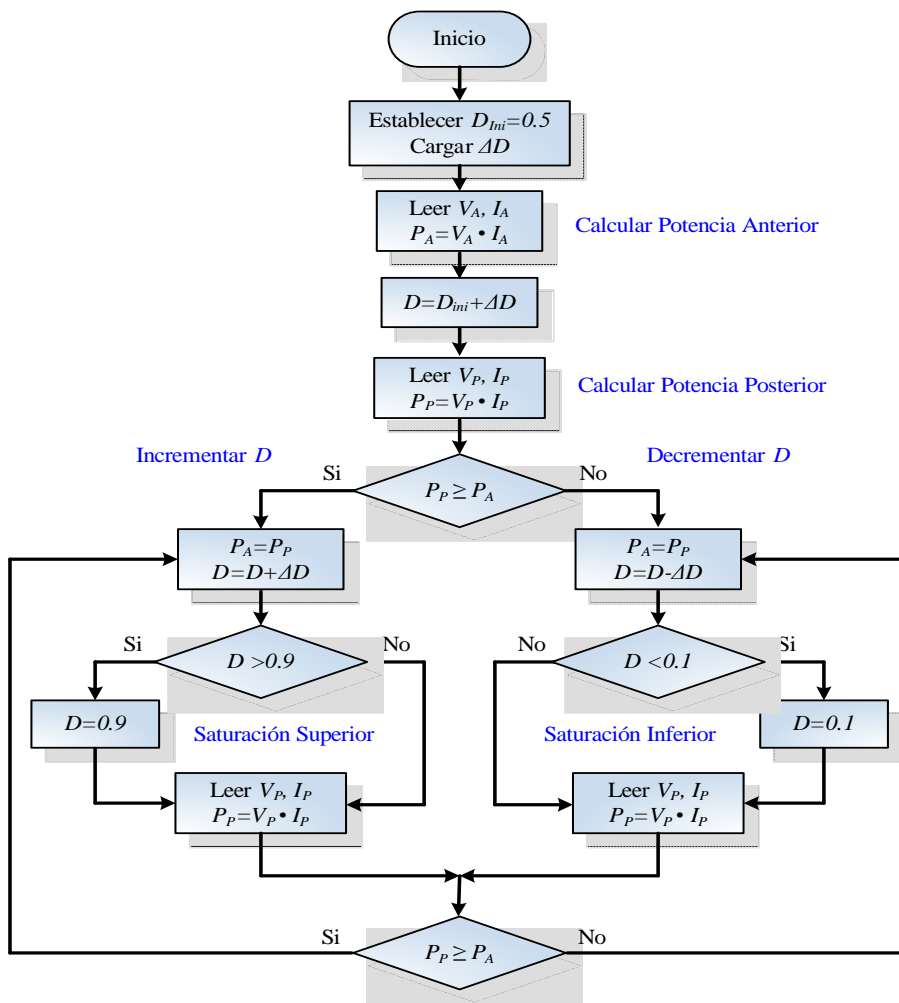 Inicio
Establecer D_Ini=0.5
Cargar ΔD
Leer V_A, I_A
P_A=V_A • I_A
Calcular Potencia Anterior
D=D_ini+ΔD
Leer V_P, I_P
P_P=V_P • I_P
Calcular Potencia Posterior
Incrementar D
Decrementar D
Si
P_P ≥ P_A
No
P_A=P_P
D=D+ΔD
P_A=P_P
D=D-ΔD
Si
D >0.9
No
No
D <0.1
Si
D=0.9
Saturación Superior
Saturación Inferior
D=0.1
Leer V_P, I_P
P_P=V_P • I_P
Leer V_P, I_P
P_P=V_P • I_P
Si
P_P ≥ P_A
No